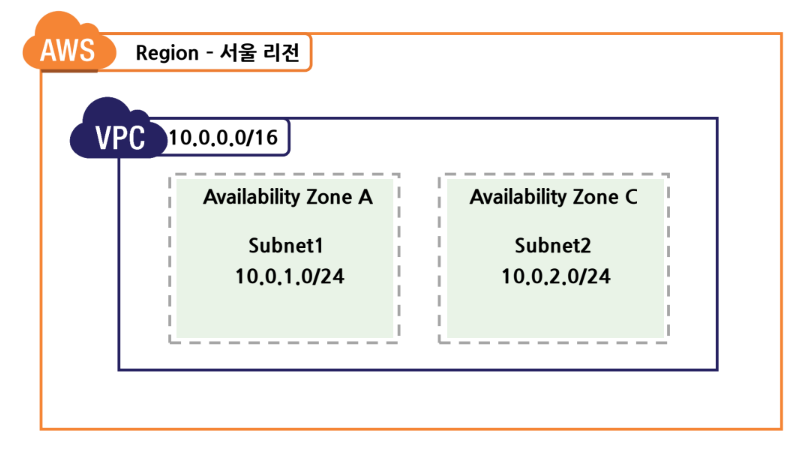 AWS
Region - 서울 리전
VPC
10.0.0.0/16
Availability Zone A
Subnet1
10.0.1.0/24
Availability Zone C
Subnet2
10.0.2.0/24